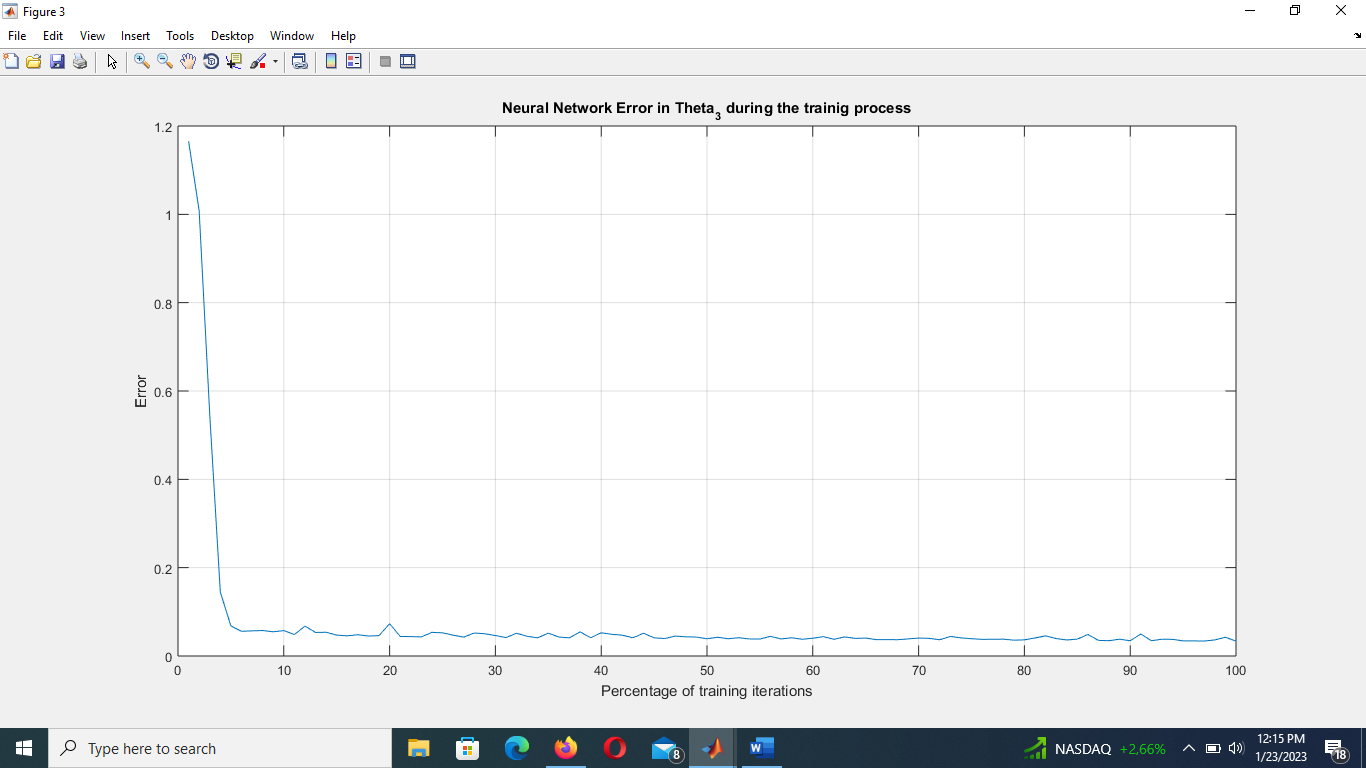 Figure 3
File Edit View Insert Tools Desktop Window Help
Neural Network Error in Theta3 during the trainig process
1.2
1
0.8
0.6
0.4
0.2
0
Error
0 10 20 30 40 50 60 70 80 90 100
Percentage of training iterations
Type here to search
8
W
NASDAQ +2,66%
12:15 PM
1/23/2023
18